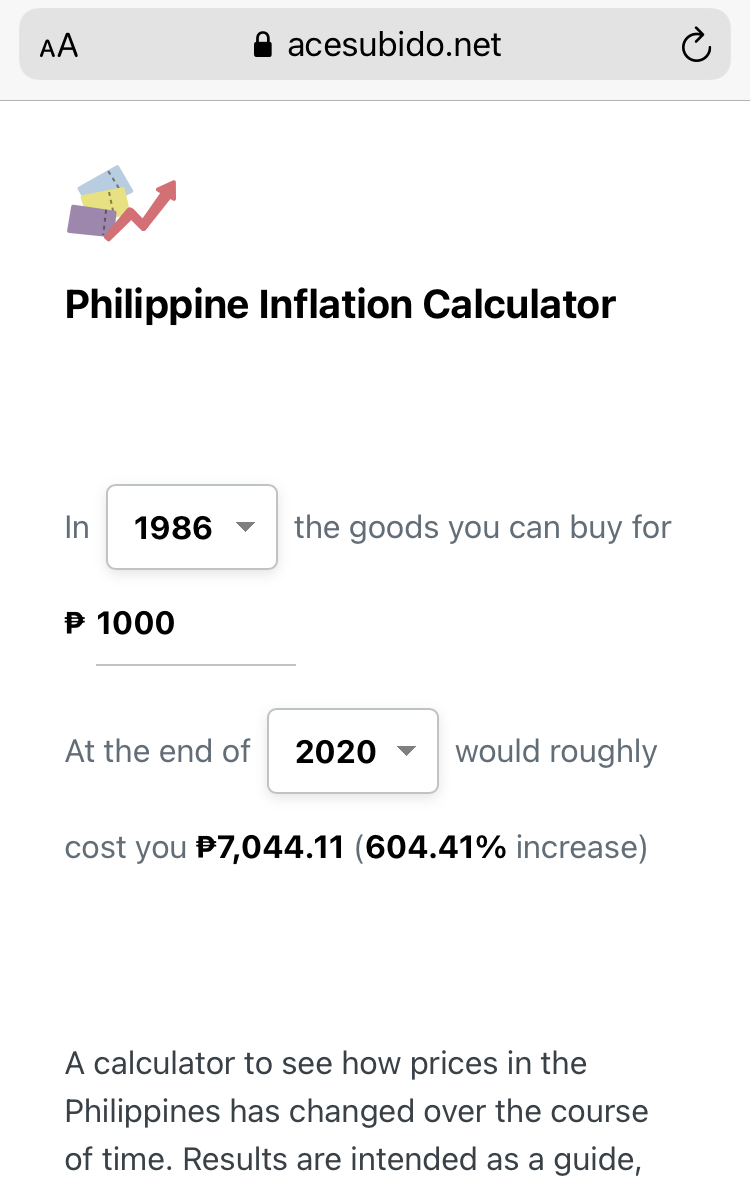 AA acesubido.net
Philippine Inflation Calculator
In 1986 the goods you can buy for
₱ 1000
At the end of 2020 would roughly
cost you ₱7,044.11 (604.41% increase)
A calculator to see how prices in the
Philippines has changed over the course
of time. Results are intended as a guide,